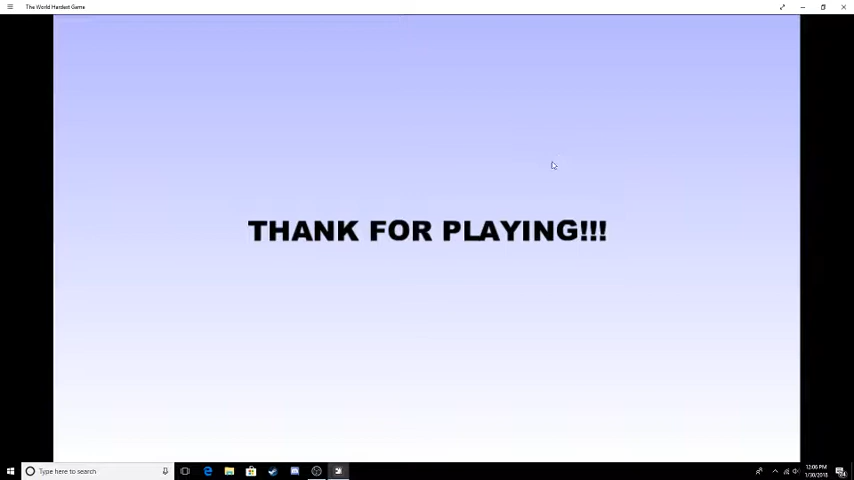 The World Hardest Game
THANK FOR PLAYING!!!
Type here to search
12:06 PM
1/30/2018